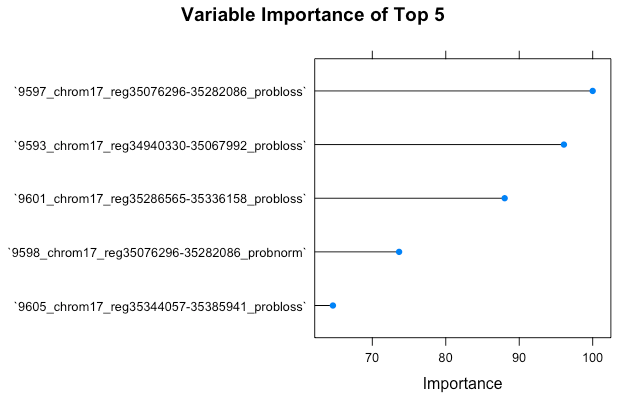 Variable Importance of Top 5
`9597_chrom17_reg35076296-35282086_probloss`
`9593_chrom17_reg34940330-35067992_probloss`
`9601_chrom17_reg35286565-35336158_probloss`
`9598_chrom17_reg35076296-35282086_probnorm`
`9605_chrom17_reg35344057-35385941_probloss`
70 80 90 100
Importance